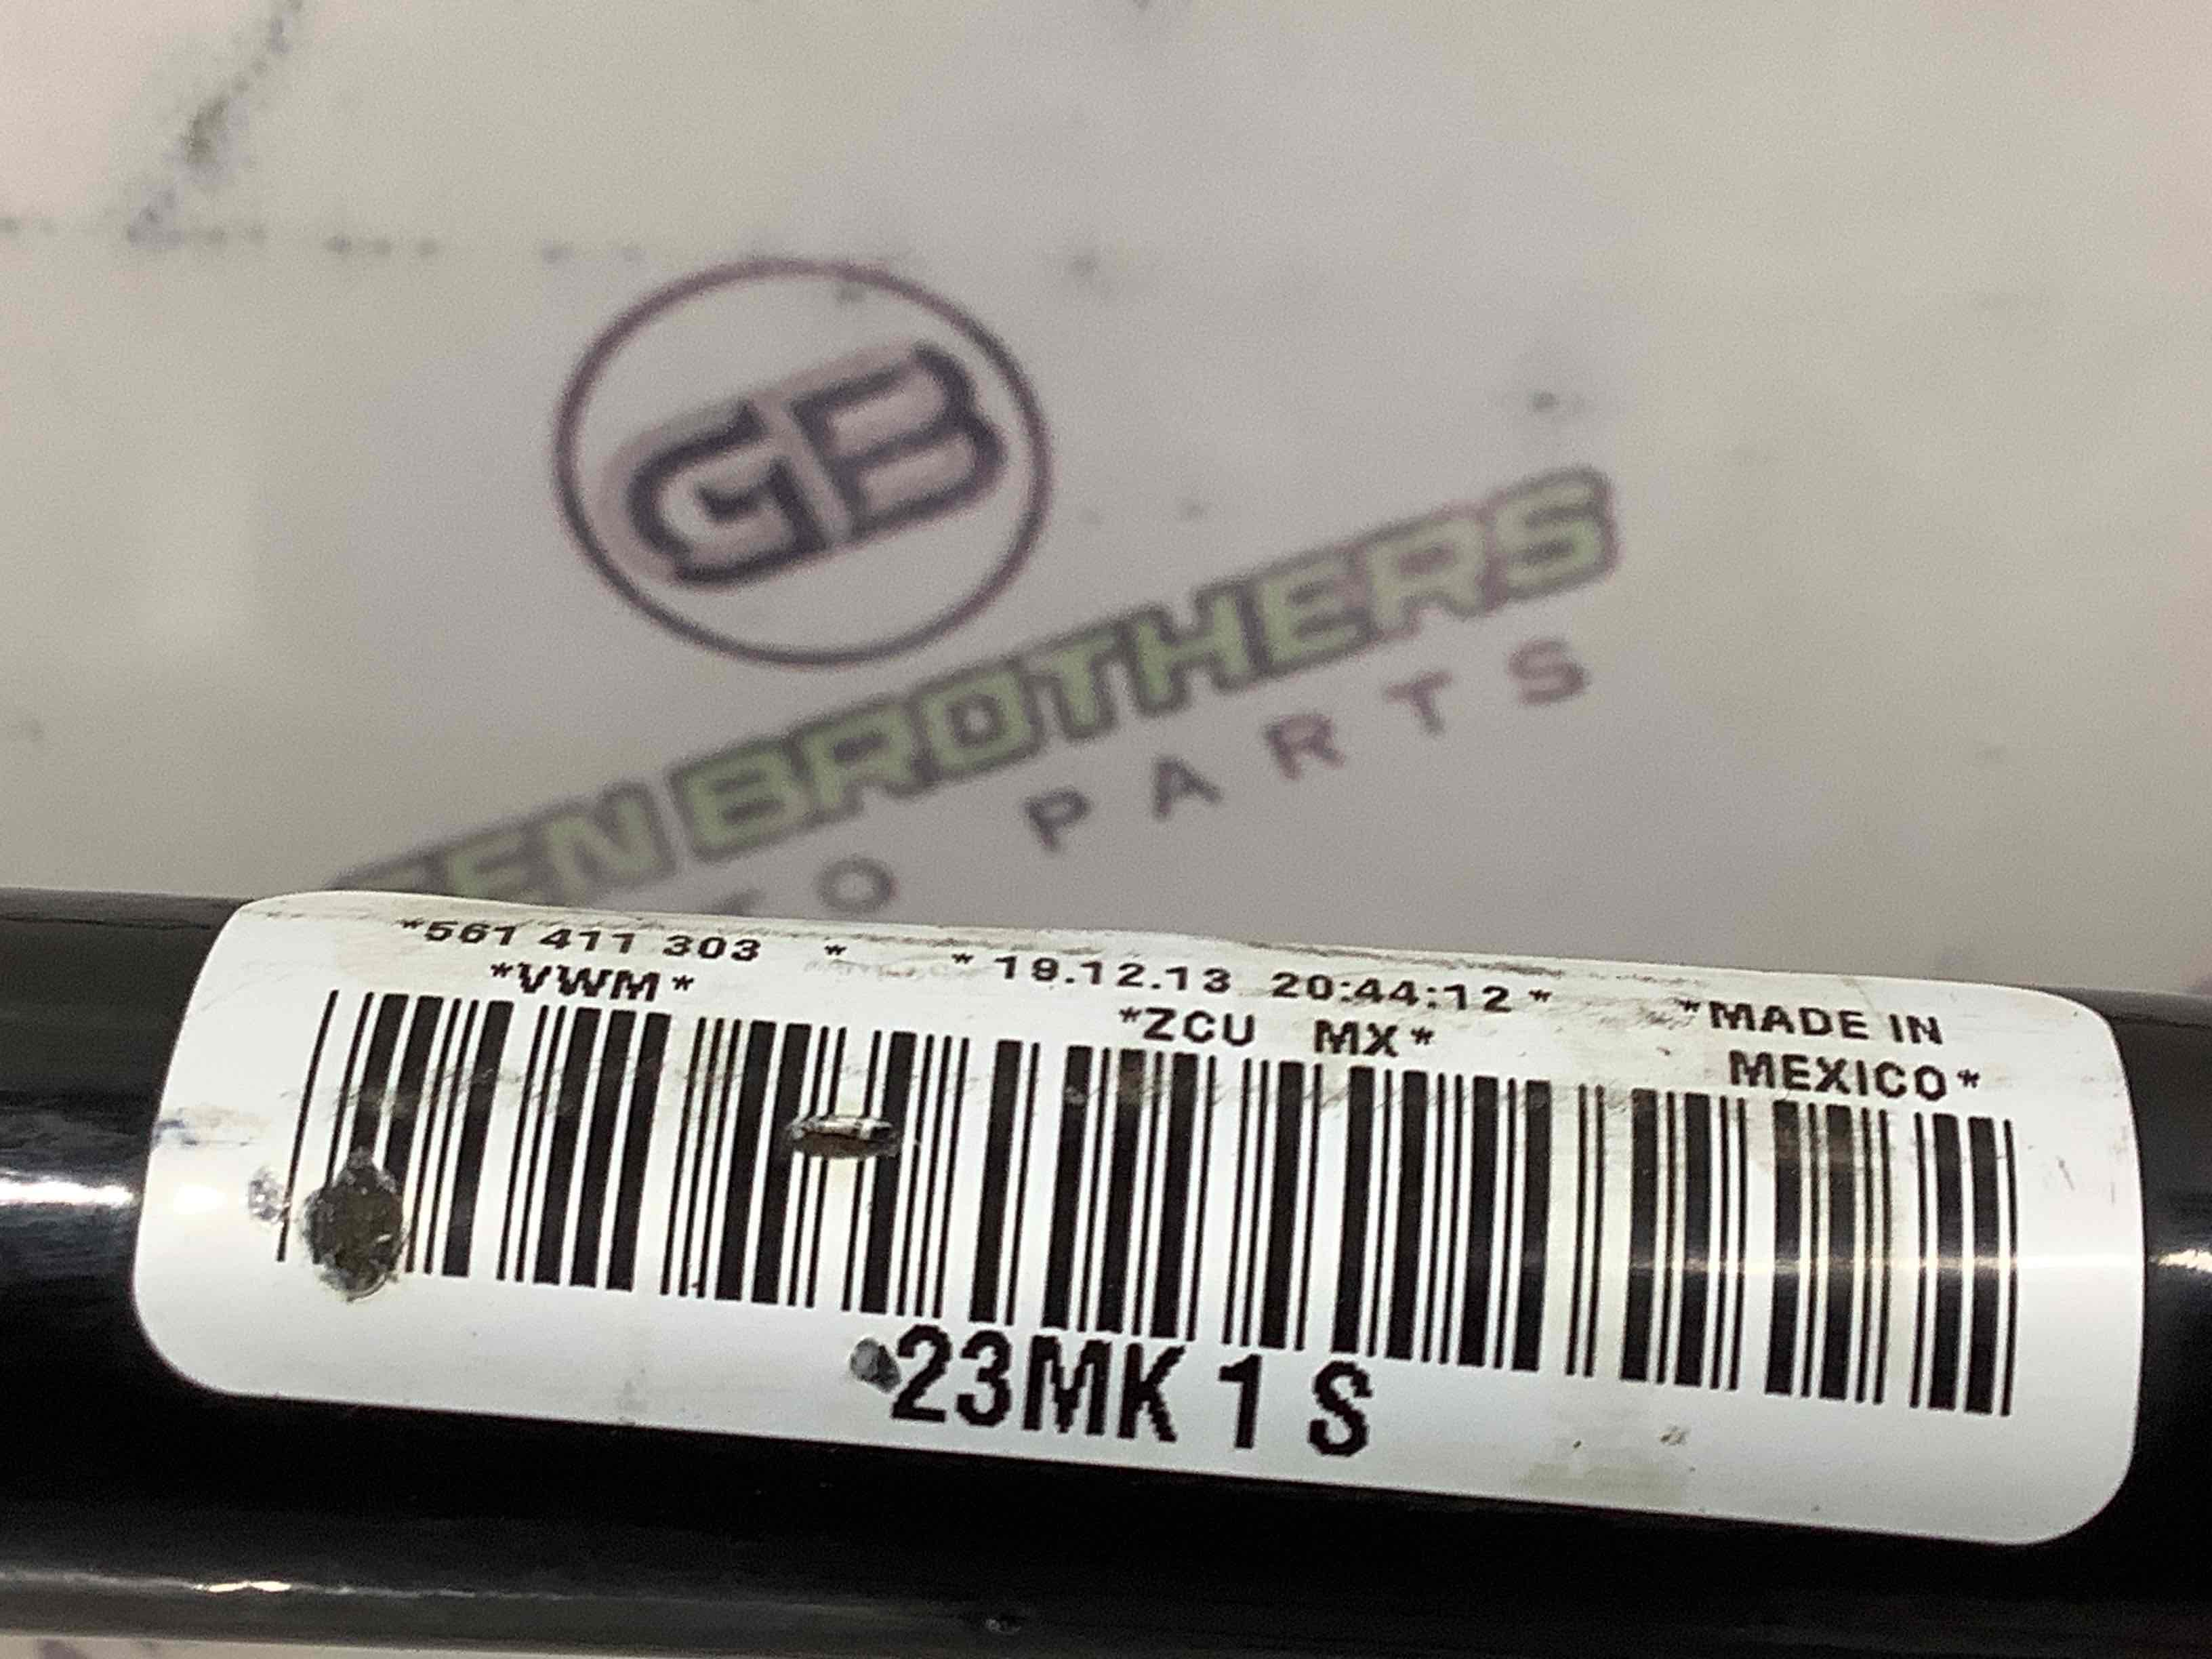 GB
EN BROTHERS
TO PARTS
*561 411 303 * *19.12.13 20:44:12* *MADE IN
*VWM* *ZCU MX* MEXICO*
23MK 1 S